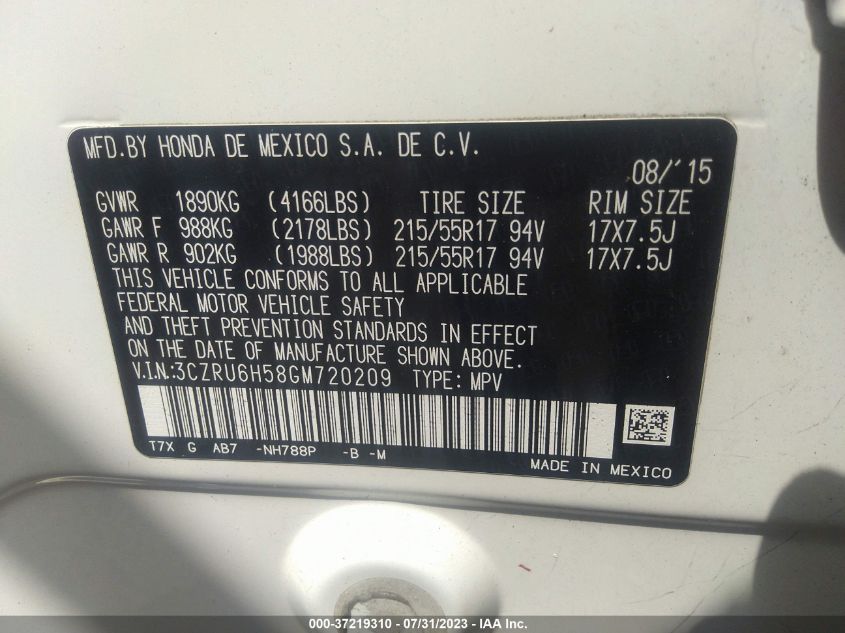 MFD.BY HONDA DE MEXICO S.A. DE C.V.
08/'15
GVWR 1890KG (4166LBS) TIRE SIZE RIM SIZE
GAWR F 988KG (2178LBS) 215/55R17 94V 17X7.5J
GAWR R 902KG (1988LBS) 215/55R17 94V 17X7.5J
THIS VEHICLE CONFORMS TO ALL APPLICABLE
FEDERAL MOTOR VEHICLE SAFETY
AND THEFT PREVENTION STANDARDS IN EFFECT
ON THE DATE OF MANUFACTURE SHOWN ABOVE.
V.I.N.:3CZRU6H58GM720209 TYPE: MPV
T7X G AB7 -NH788P -B -M
MADE IN MEXICO
000-37219310 - 07/31/2023 - IAA Inc.